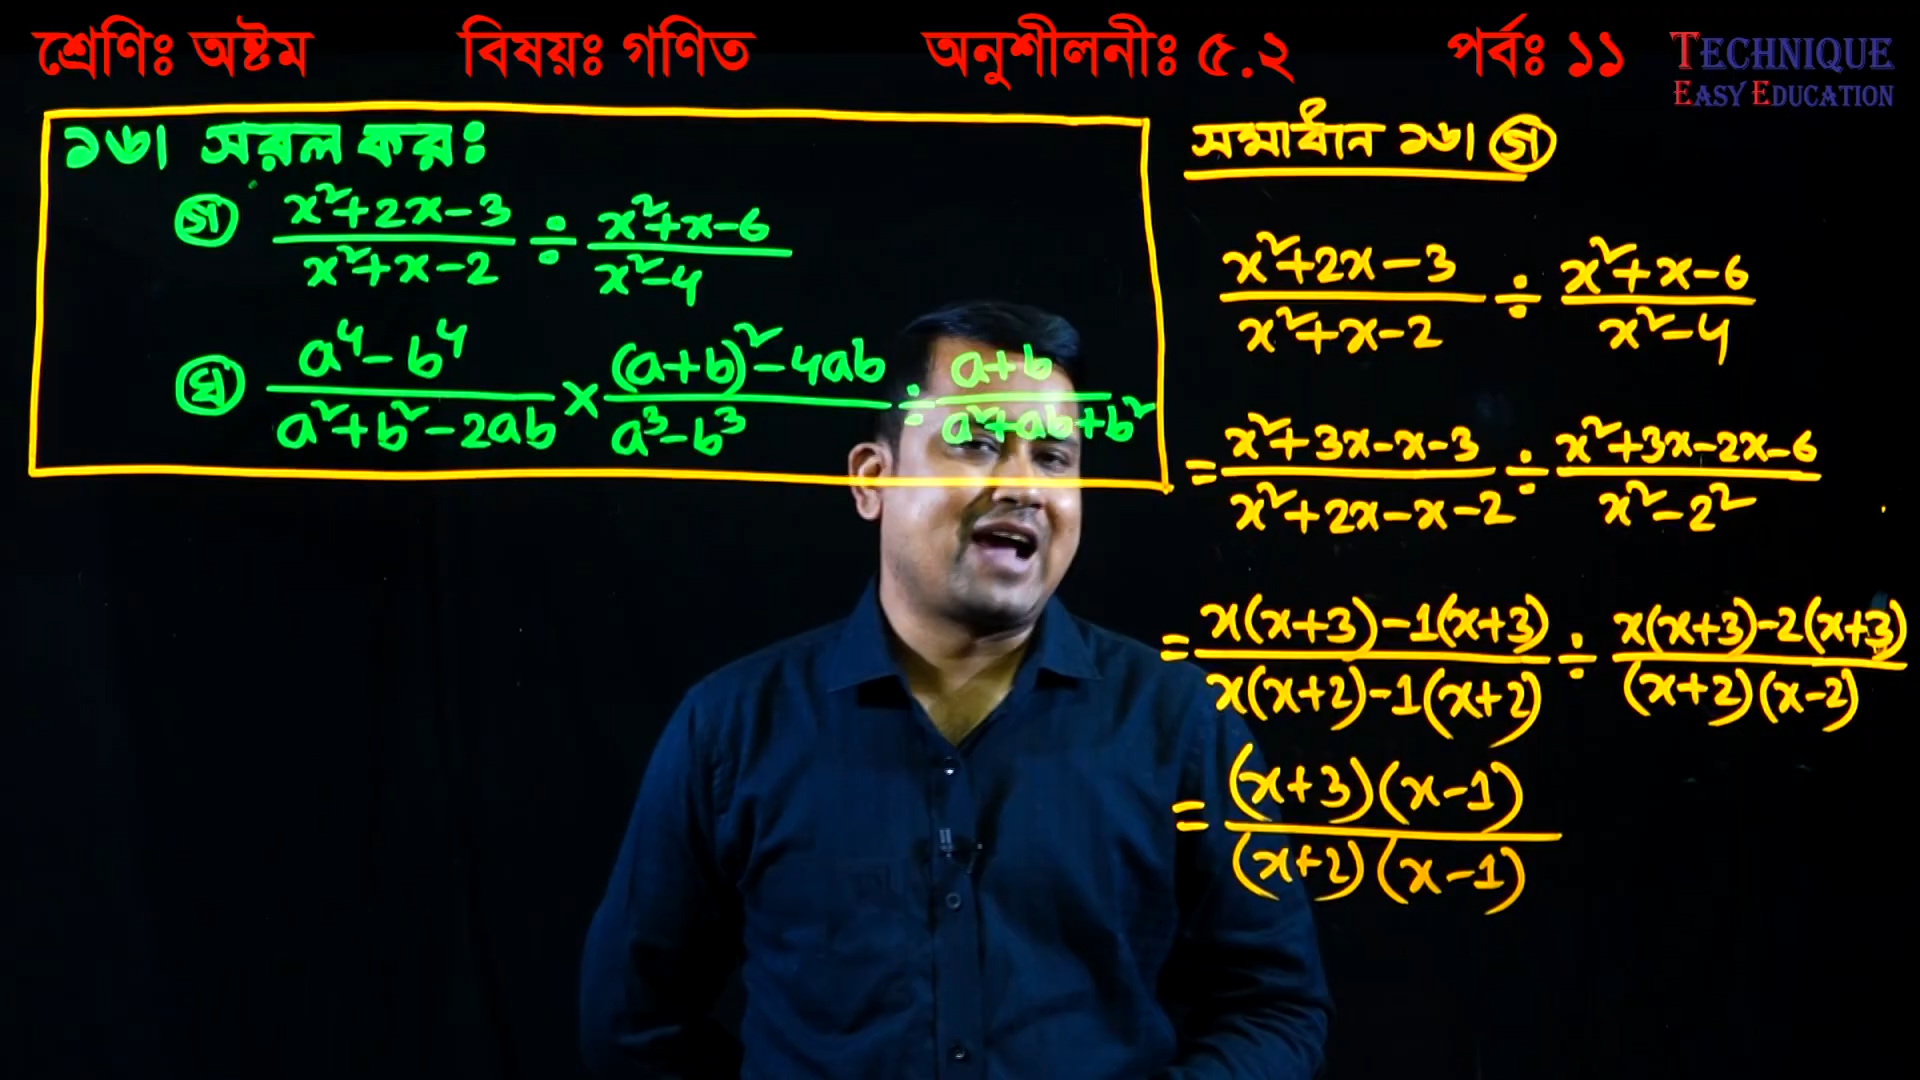 শ্রেণিঃ অষ্টম বিষয়ঃ গণিত অনুশীলনীঃ ৫.২ পর্বঃ ১১ TECHNIQUE
EASY EDUCATION
১৬। সরল করঃ
(গ) (x²+2x-3)/(x²+x-2) ÷ (x²+x-6)/(x²-4)
(ঘ) (a⁴-b⁴)/(a²+b²-2ab) × ((a+b)²-4ab)/(a³-b³) ÷ (a+b)/(a²+ab+b²)
সমাধান ১৬। (গ)
(x²+2x-3)/(x²+x-2) ÷ (x²+x-6)/(x²-4)
= (x²+3x-x-3)/(x²+2x-x-2) ÷ (x²+3x-2x-6)/(x²-2²)
= (x(x+3)-1(x+3))/(x(x+2)-1(x+2)) ÷ (x(x+3)-2(x+3))/((x+2)(x-2))
= ((x+3)(x-1))/((x+2)(x-1))